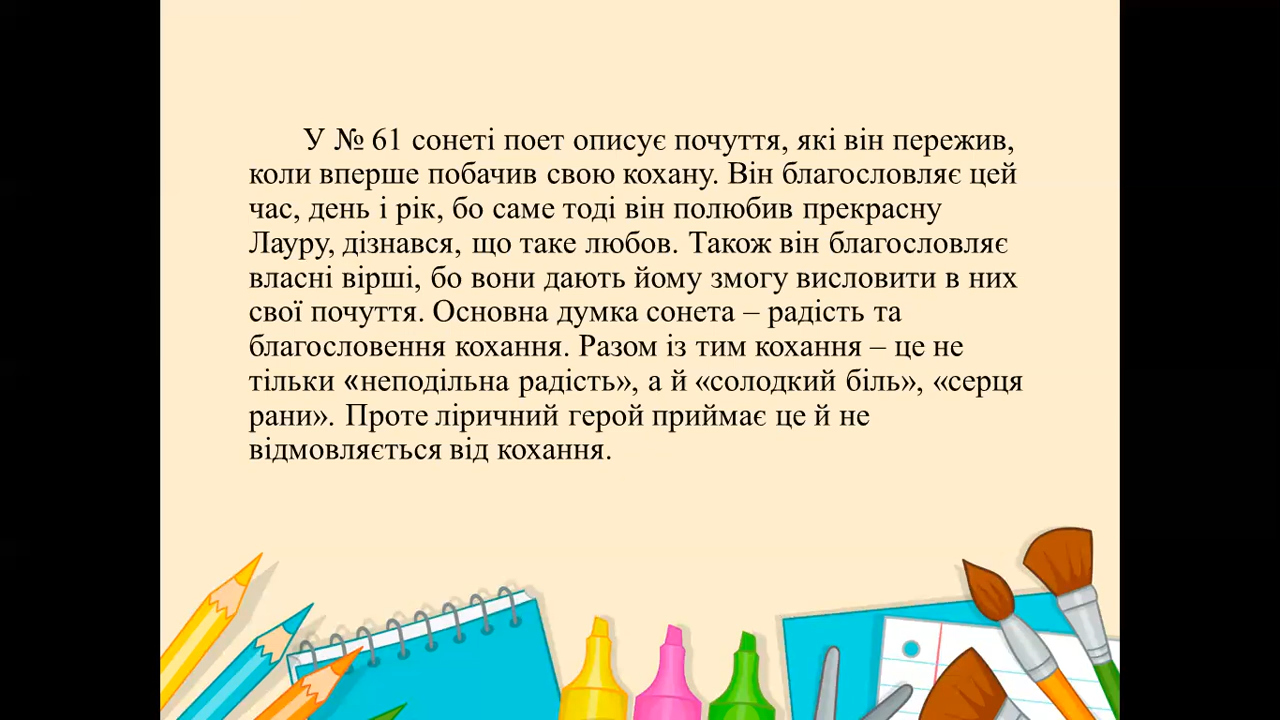 У № 61 сонеті поет описує почуття, які він пережив,
коли вперше побачив свою кохану. Він благословляє цей
час, день і рік, бо саме тоді він полюбив прекрасну
Лауру, дізнався, що таке любов. Також він благословляє
власні вірші, бо вони дають йому змогу висловити в них
свої почуття. Основна думка сонета – радість та
благословення кохання. Разом із тим кохання – це не
тільки «неподільна радість», а й «солодкий біль», «серця
рани». Проте ліричний герой приймає це й не
відмовляється від кохання.